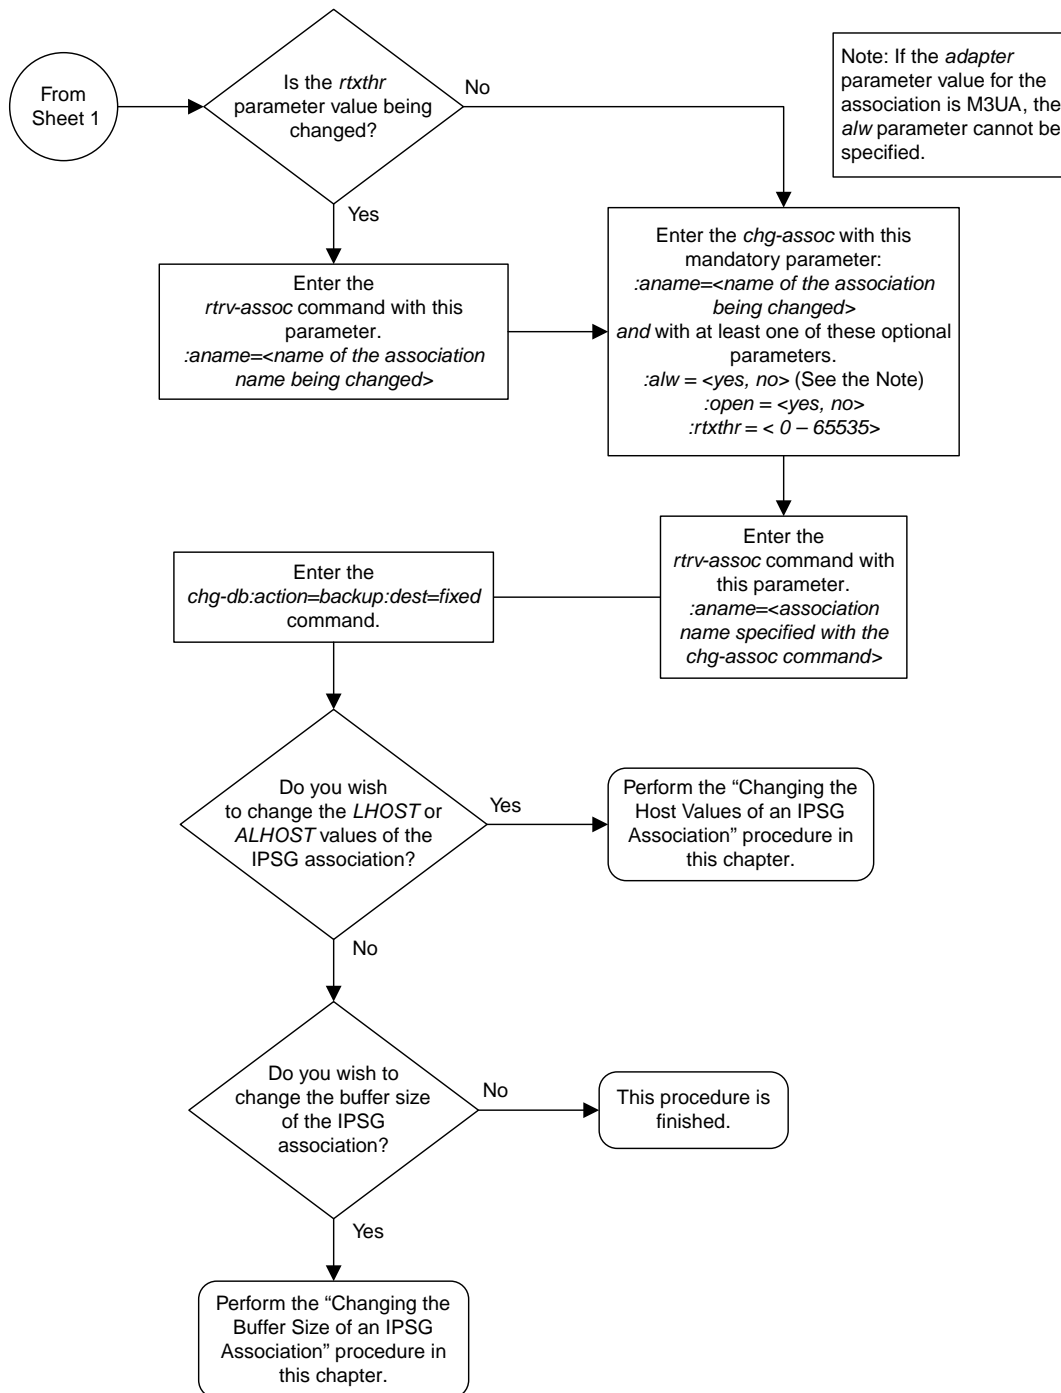 From
Sheet 1
Is the rtxthr
parameter value being
changed?
No
Yes
Note: If the adapter
parameter value for the
association is M3UA, the
alw parameter cannot be
specified.
Enter the
rtrv-assoc command with this
parameter.
:aname=<name of the association
name being changed>
Enter the chg-assoc with this
mandatory parameter:
:aname=<name of the association
being changed>
and with at least one of these optional
parameters.
:alw = <yes, no> (See the Note)
:open = <yes, no>
:rtxthr = < 0 – 65535>
Enter the
rtrv-assoc command with
this parameter.
:aname=<association
name specified with the
chg-assoc command>
Enter the
chg-db:action=backup:dest=fixed
command.
Do you wish
to change the LHOST or
ALHOST values of the
IPSG association?
Yes
No
Perform the “Changing the
Host Values of an IPSG
Association” procedure in
this chapter.
Do you wish to
change the buffer size
of the IPSG
association?
No
Yes
This procedure is
finished.
Perform the “Changing the
Buffer Size of an IPSG
Association” procedure in
this chapter.